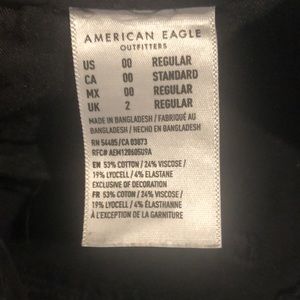 AMERICAN EAGLE
OUTFITTERS
US 00 REGULAR
CA 00 STANDARD
MX 00 REGULAR
UK 2 REGULAR
MADE IN BANGLADESH / FABRIQUÉ AU
BANGLADESH / HECHO EN BANGLADESH
RN 54485/CA 03873
RFC# AEM120605U9A
EN 53% COTTON / 24% VISCOSE /
19% LYOCELL / 4% ELASTANE
EXCLUSIVE OF DECORATION
FR 53% COTON / 24% VISCOSE /
19% LYOCELL / 4% ÉLASTHANNE
À L'EXCEPTION DE LA GARNITURE